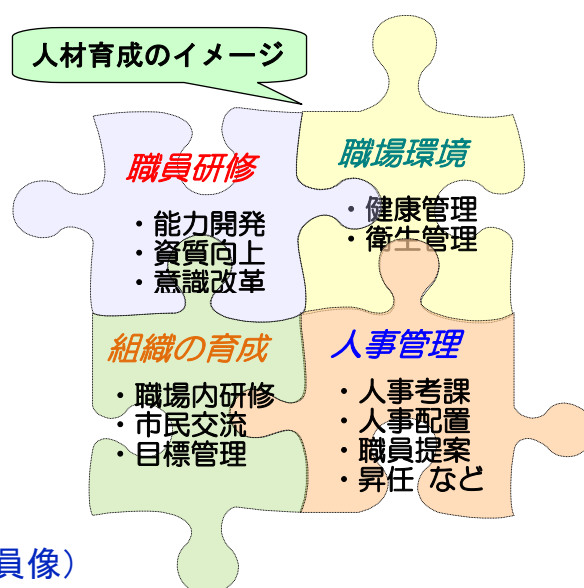 人材育成のイメージ
職員研修
・能力開発
・資質向上
・意識改革
職場環境
・健康管理
・衛生管理
組織の育成
・職場内研修
・市民交流
・目標管理
人事管理
・人事考課
・人事配置
・職員提案
・昇任 など
員像）